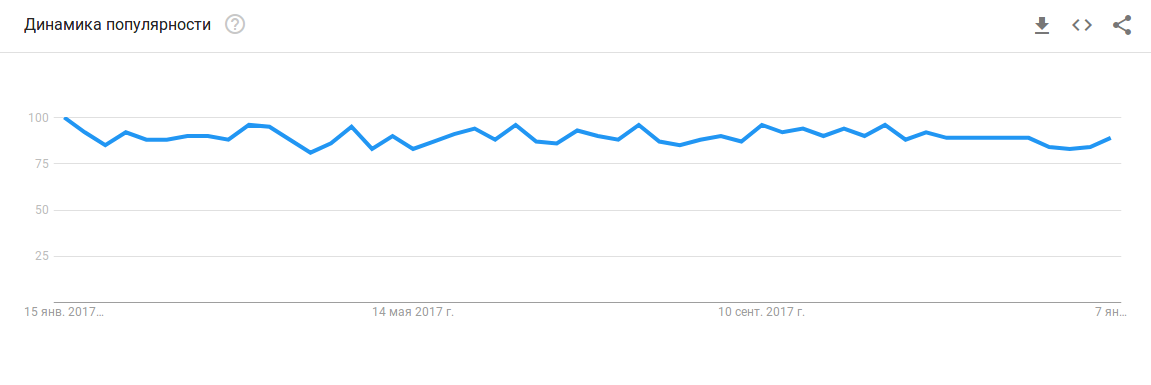 Динамика популярности ?
100
75
50
25
15 янв. 2017…
14 мая 2017 г.
10 сент. 2017 г.
7 ян…